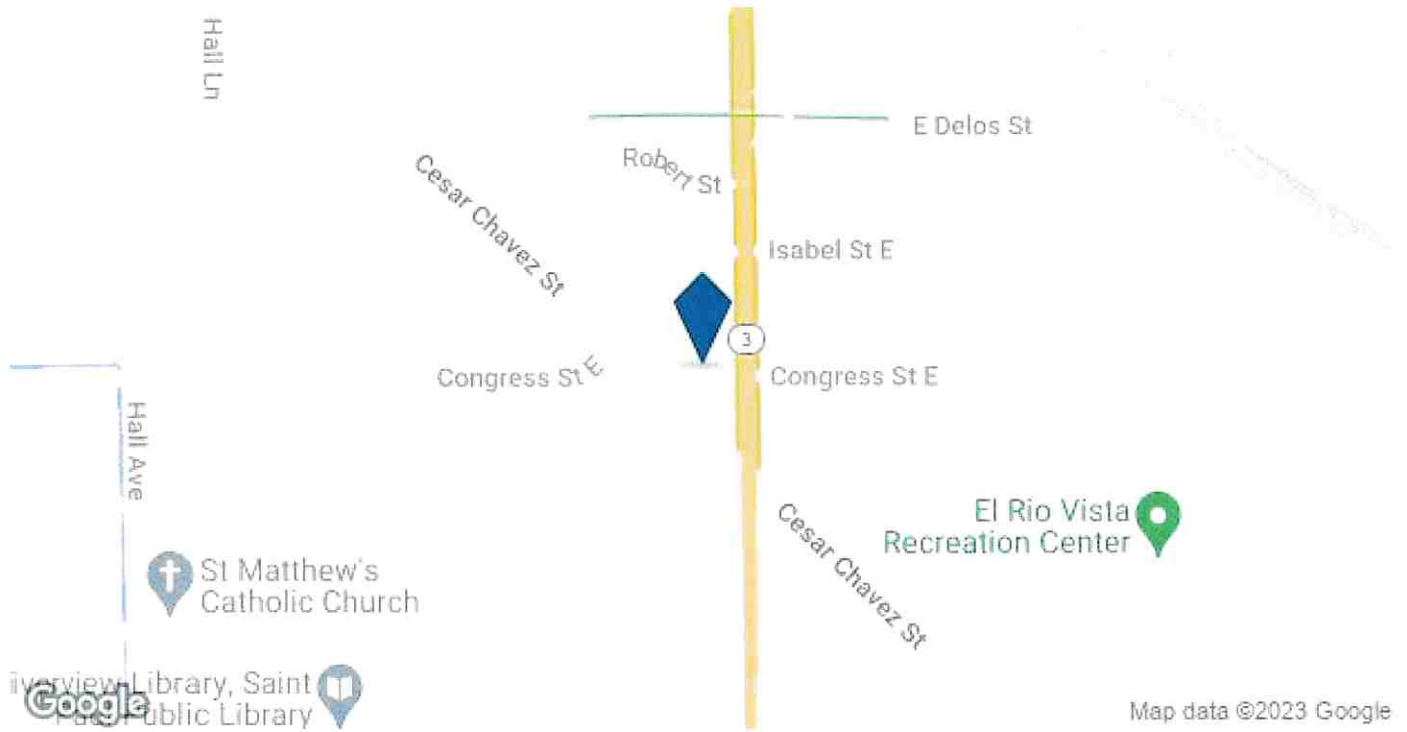 Hall Ln
E Delos St
Robert St
Cesar Chavez St
Isabel St E
3
Congress St E
Congress St E
Hall Ave
El Rio Vista
Recreation Center
Cesar Chavez St
St Matthew's
Catholic Church
Library, Saint
Public Library
Google
Map data ©2023 Google